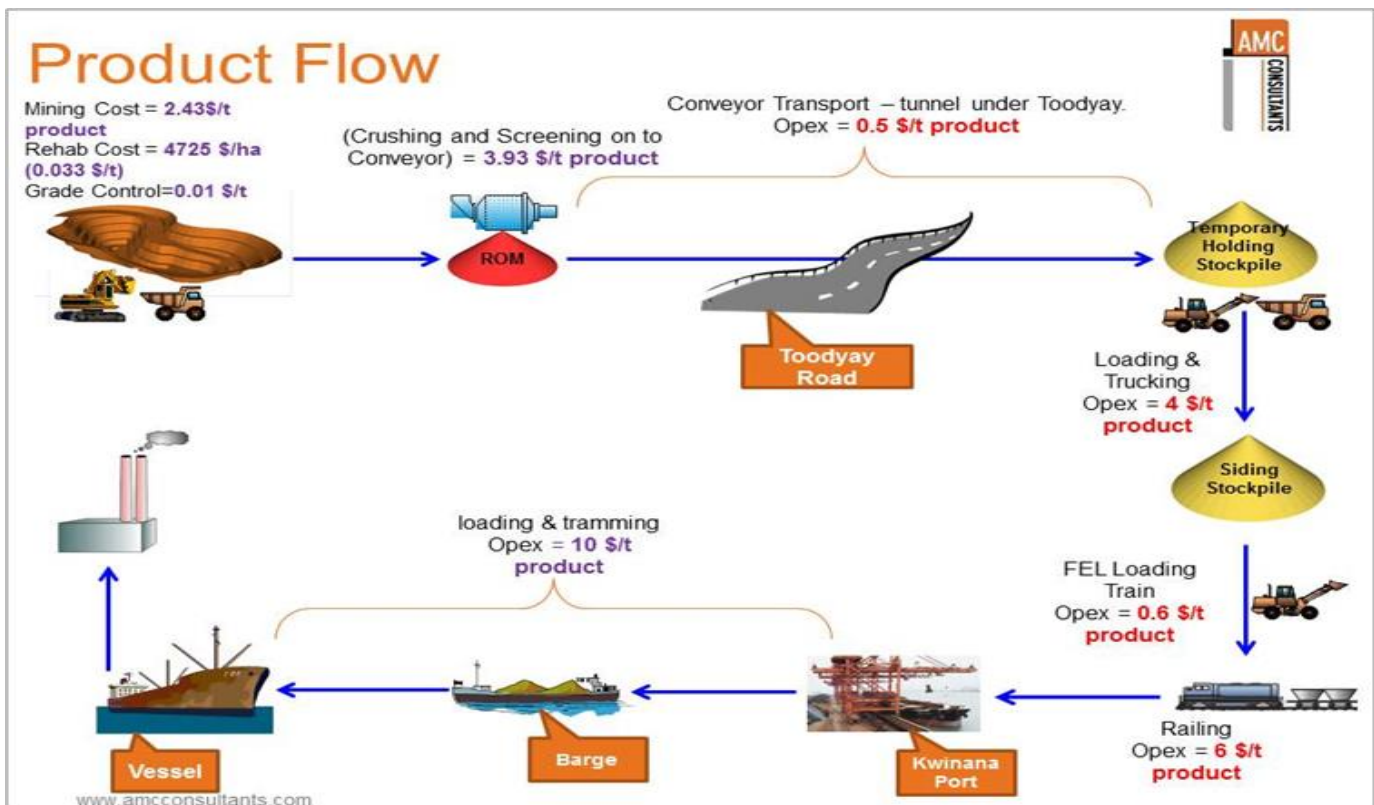 Product Flow
AMC
CONSULTANTS
Mining Cost = 2.43$/t
product
Rehab Cost = 4725 $/ha
(0.033 $/t)
Grade Control=0.01 $/t
(Crushing and Screening on to
Conveyor) = 3.93 $/t product
Conveyor Transport – tunnel under Toodyay.
Opex = 0.5 $/t product
ROM
Toodyay
Road
Temporary
Holding
Stockpile
Loading &
Trucking
Opex = 4 $/t
product
Siding
Stockpile
FEL Loading
Train
Opex = 0.6 $/t
product
Railing
Opex = 6 $/t
product
Kwinana
Port
loading & tramming
Opex = 10 $/t
product
Barge
Vessel
www.amcconsultants.com